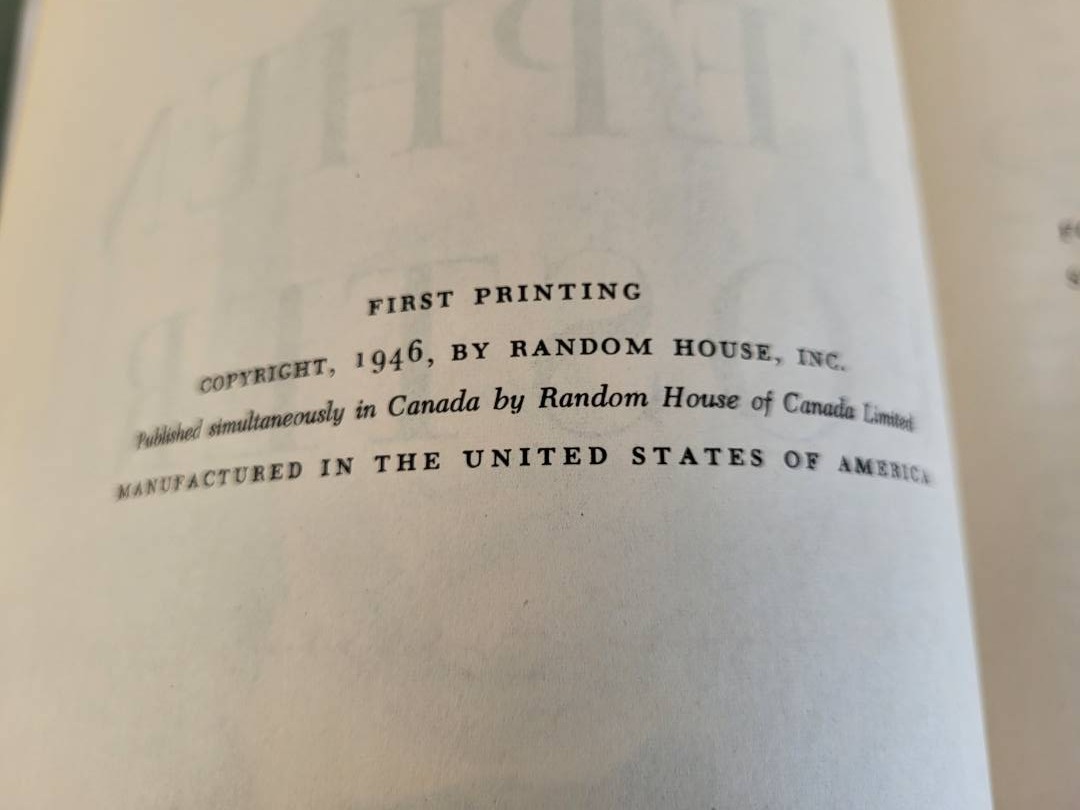 FIRST PRINTING
COPYRIGHT, 1946, BY RANDOM HOUSE, INC.
Published simultaneously in Canada by Random House of Canada Limited
MANUFACTURED IN THE UNITED STATES OF AMERICA